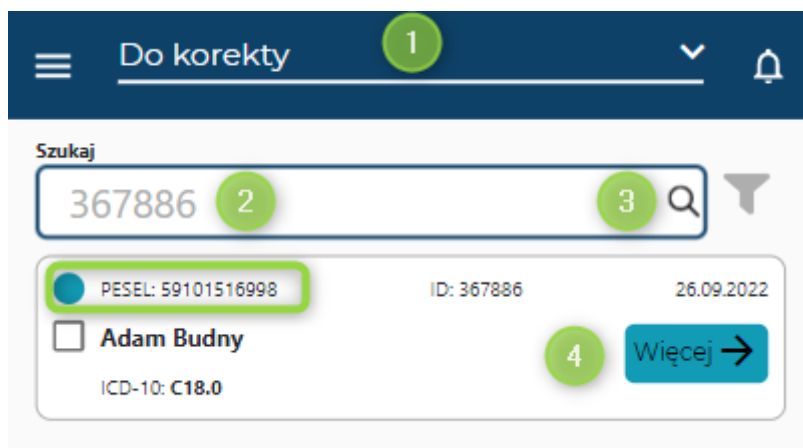 Do korekty 1
Szukaj
367886 2 3
PESEL: 59101516998 ID: 367886 26.09.2022
Adam Budny
4 Więcej
ICD-10: C18.0